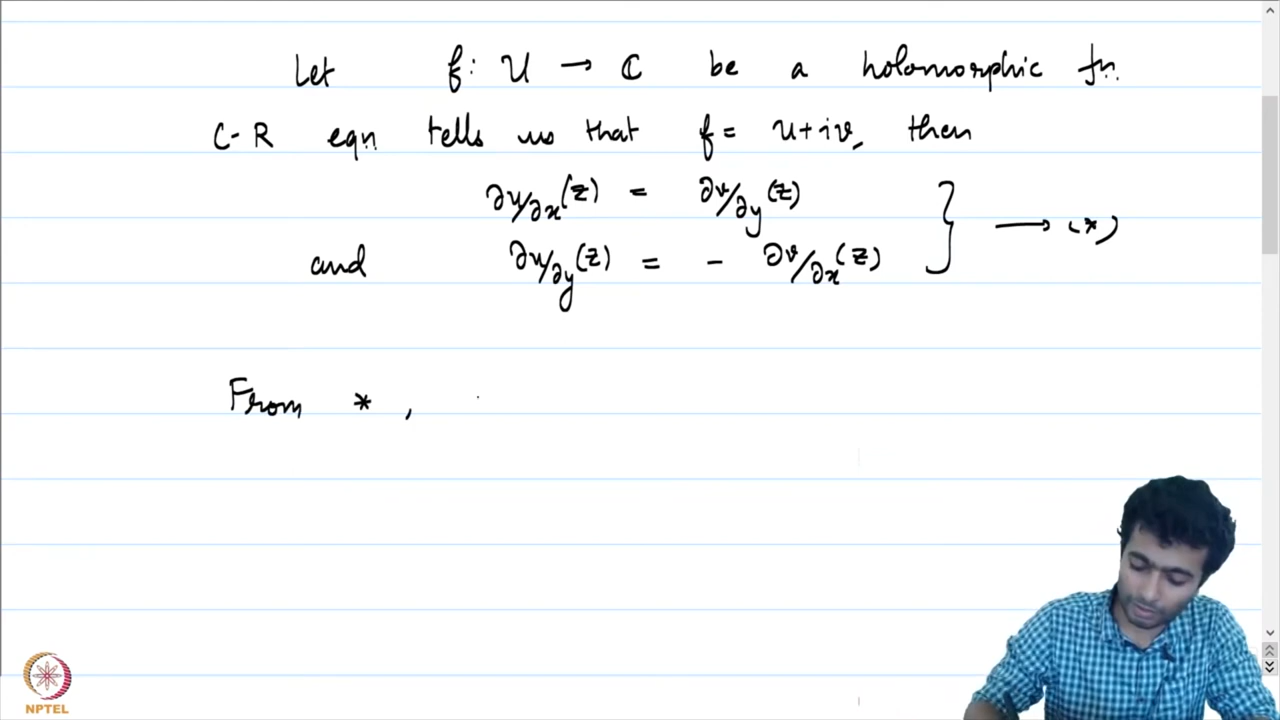 Let f: U → ℂ be a holomorphic fn.
C-R eqn tells us that f = u+iv, then
∂u/∂x(z) = ∂v/∂y(z)
and ∂u/∂y(z) = - ∂v/∂x(z) } → (*)
From *,
NPTEL